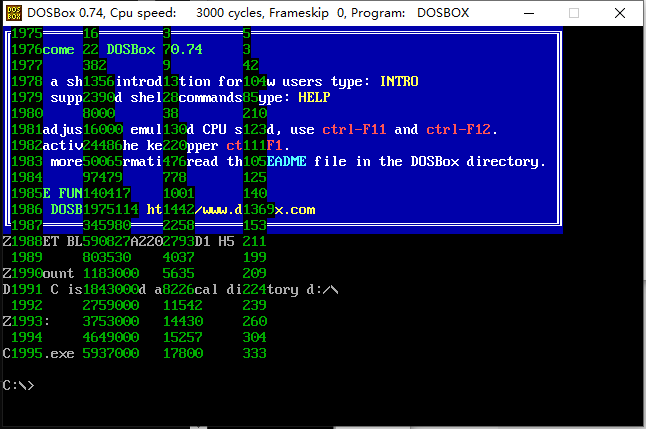 DOSBOX
DOSBox 0.74, Cpu speed: 3000 cycles, Frameskip 0, Program: DOSBOX
1975 16 3 5
1976come 22 DOSBox 70.74 3
1977 382 9 42
1978 a sh1356introd13tion for104w users type: INTRO
1979 supp2390d shel28commands85ype: HELP
1980 8000 38 210
1981adjus16000 emul130d CPU s123d, use ctrl-F11 and ctrl-F12.
1982activ24486he ke220pper ct111F1.
1983 more50065rmati476read th105EADME file in the DOSBox directory.
1984 97479 778 125
1985E FUN140417 1001 140
1986 DOSB1975114 ht1442/www.d1369x.com
1987 345980 2258 153
Z1988ET BL590827A2202793D1 H5 211
1989 803530 4037 199
Z1990ount 1183000 5635 209
D1991 C is1843000d a8226cal di224tory d:/\
1992 2759000 11542 239
Z1993: 3753000 14430 260
1994 4649000 15257 304
C1995.exe 5937000 17800 333
C:\>